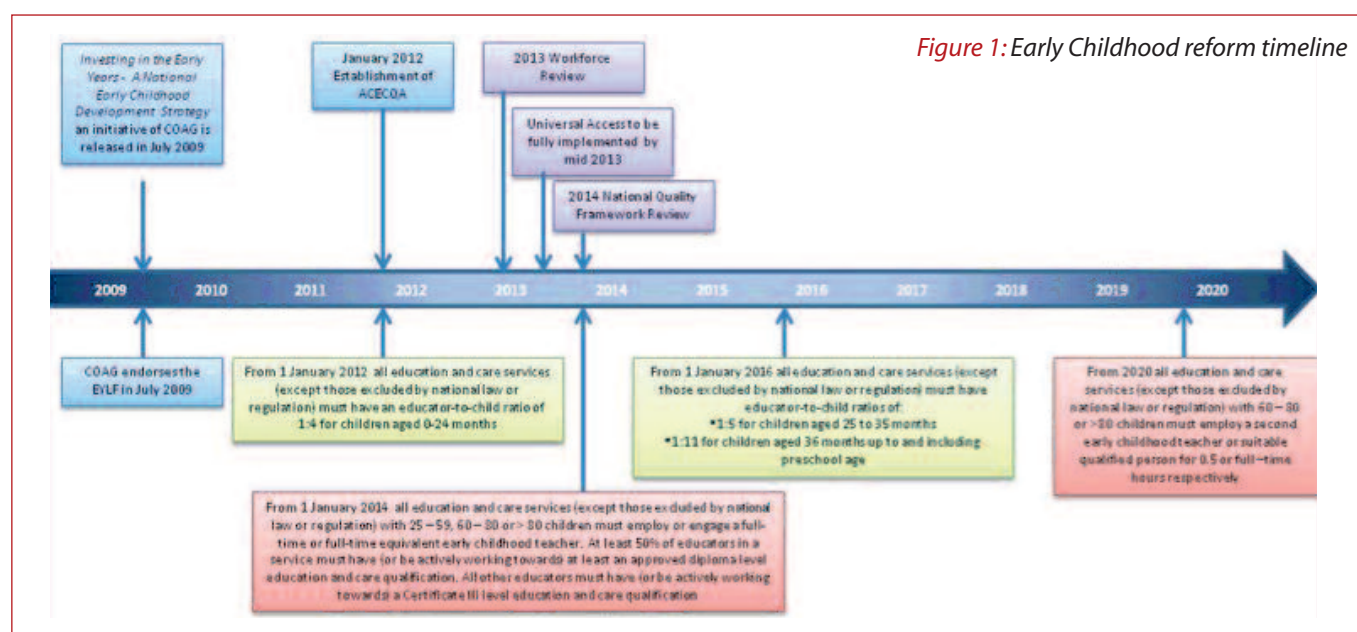 Figure 1: Early Childhood reform timeline
Investing in the Early
Years - A National
Early Childhood
Development Strategy
an initiative of COAG is
released in July 2009
January 2012
Establishment of
ACECQA
2013 Workforce
Review
Universal Access to be
fully implemented by
mid 2013
2014 National Quality
Framework Review
2009 2010 2011 2012 2013 2014 2015 2016 2017 2018 2019 2020
COAG endorses the
EYLF in July 2009
From 1 January 2012 all education and care services
(except those excluded by national law or
regulation) must have an educator-to-child ratio of
1:4 for children aged 0-24 months
From 1 January 2014 all education and care services (except those excluded by national
law or regulation) with 25 – 59, 60 – 80 or > 80 children must employ or engage a full-
time or full-time equivalent early childhood teacher. At least 50% of educators in a
service must have (or be actively working towards) at least an approved diploma level
education and care qualification. All other educators must have (or be actively working
towards) a Certificate III level education and care qualification
From 1 January 2016 all education and care services (except
those excluded by national law or regulation) must have
educator-to-child ratios of:
•1:5 for children aged 25 to 35 months
•1:11 for children aged 36 months up to and including
preschool age
From 2020 all education and care
services (except those excluded by
national law or regulation) with 60 – 80
or >80 children must employ a second
early childhood teacher or suitable
qualified person for 0.5 or full-time
hours respectively